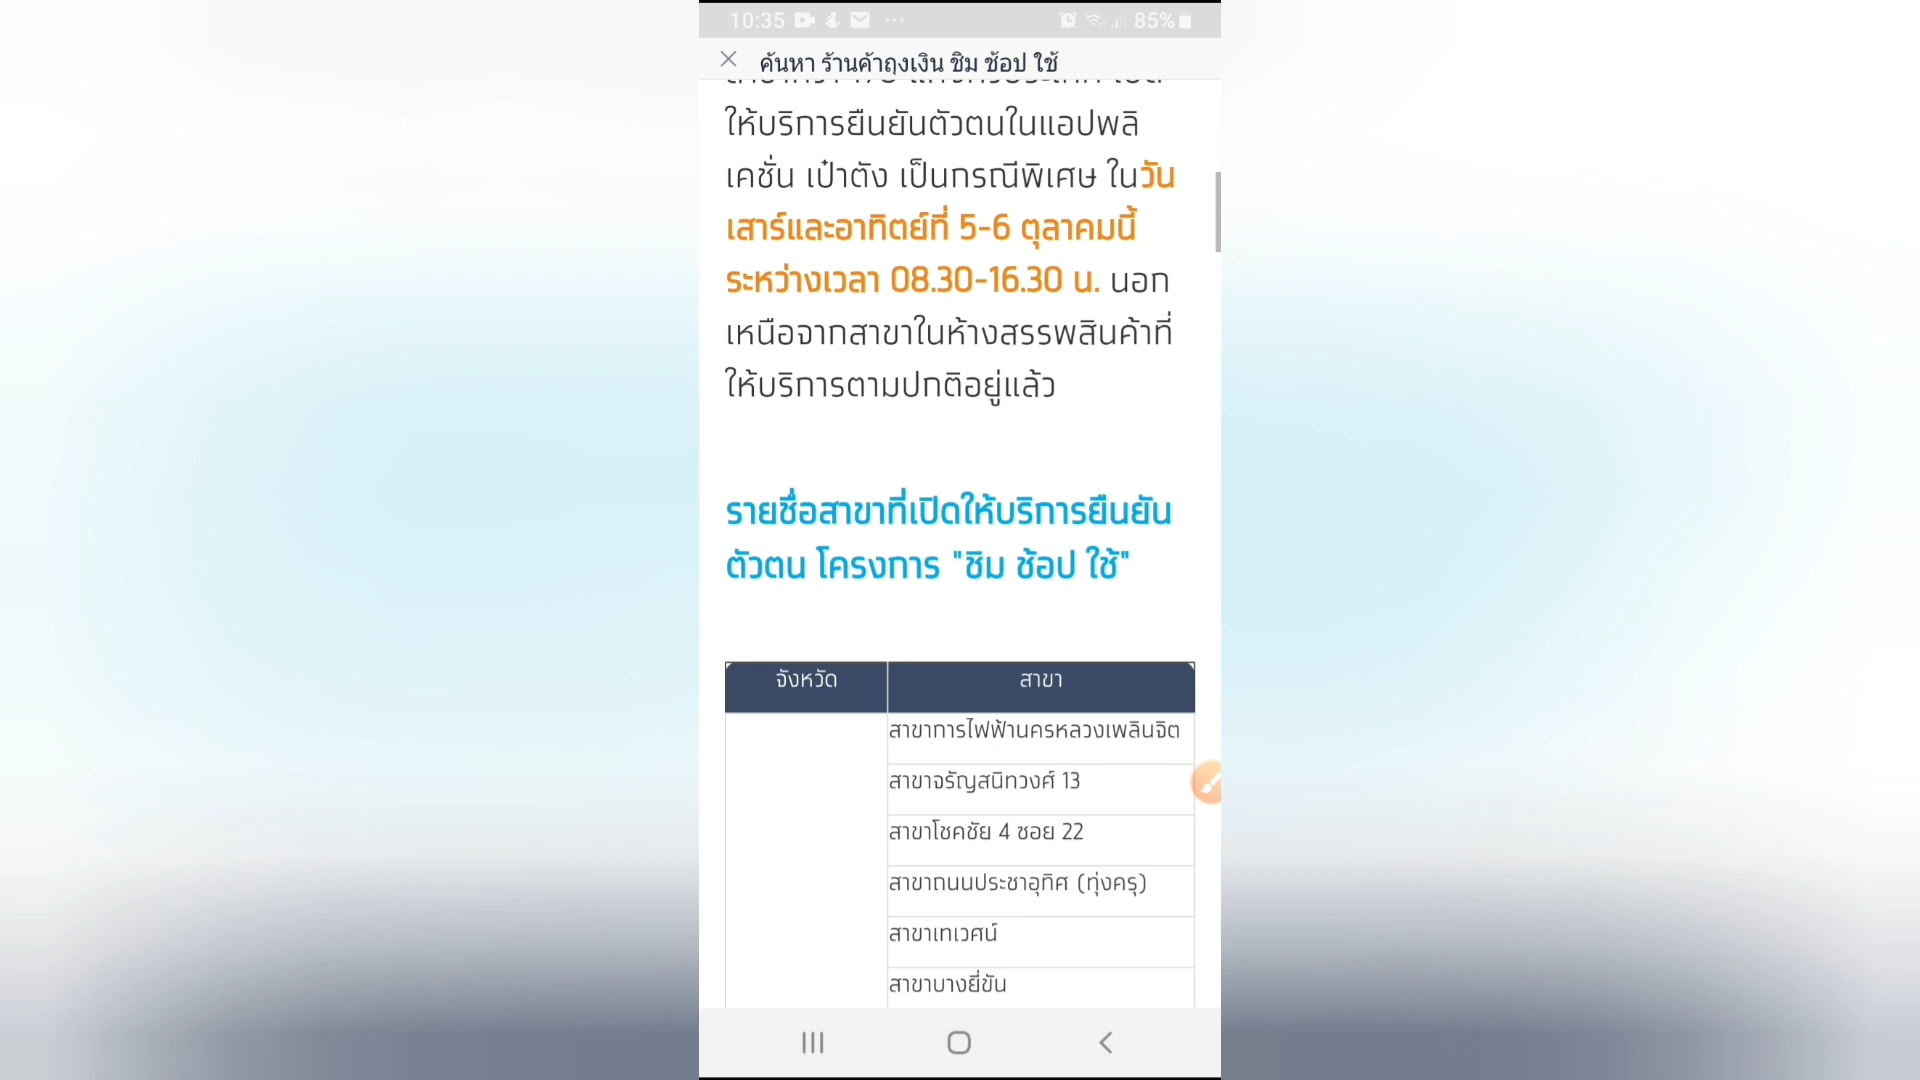 10:35
85%
ค้นหา ร้านค้าถุงเงิน ชิม ช้อป ใช้
ให้บริการยืนยันตัวตนในแอปพลิ
เคชั่น เป๋าตัง เป็นกรณีพิเศษ ในวัน
เสาร์และอาทิตย์ที่ 5-6 ตุลาคมนี้
ระหว่างเวลา 08.30-16.30 น. นอก
เหนือจากสาขาในห้างสรรพสินค้าที่
ให้บริการตามปกติอยู่แล้ว
รายชื่อสาขาที่เปิดให้บริการยืนยัน
ตัวตน โครงการ "ชิม ช้อป ใช้"
จังหวัด สาขา
สาขาการไฟฟ้านครหลวงเพลินจิต
สาขาจรัญสนิทวงศ์ 13
สาขาโชคชัย 4 ซอย 22
สาขาถนนประชาอุทิศ (ทุ่งครุ)
สาขาเทเวศน์
สาขาบางยี่ขัน